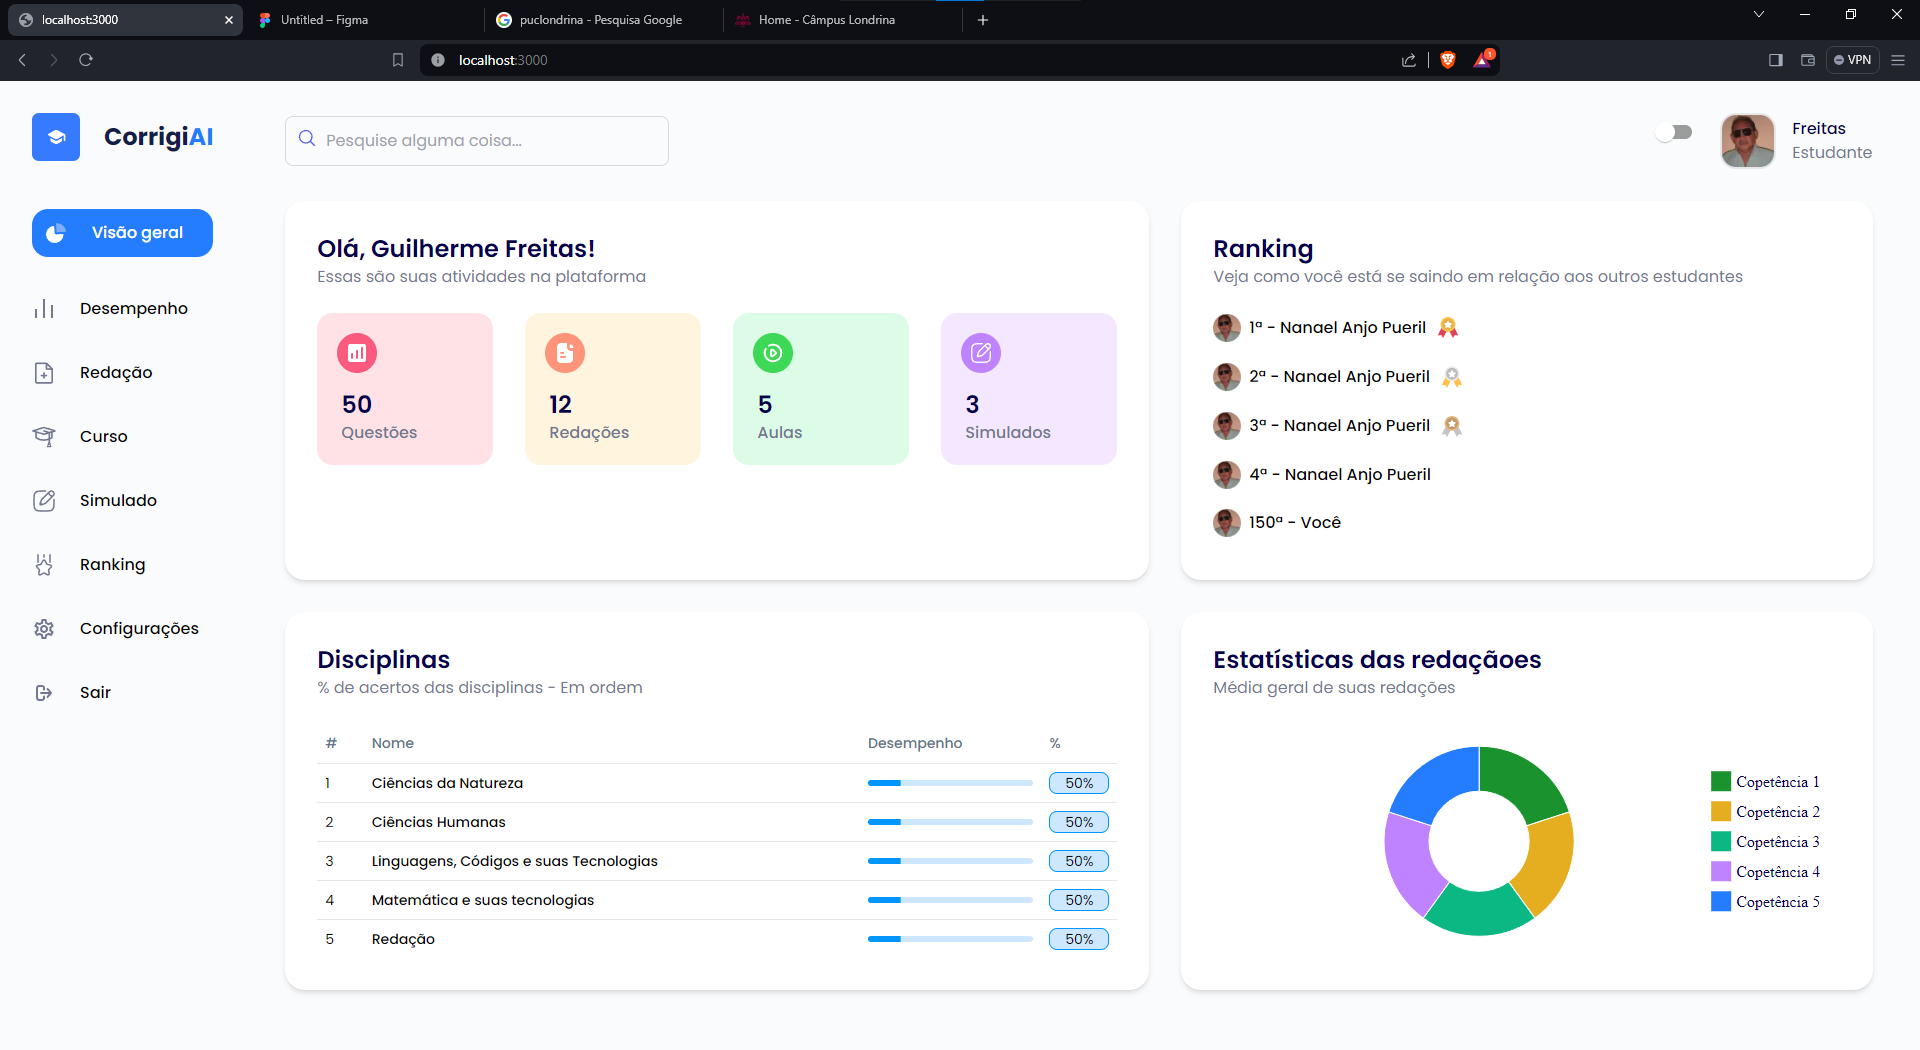 localhost:3000
Untitled – Figma
puclondrina - Pesquisa Google
Home - Câmpus Londrina
localhost:3000
1
VPN
CorrigiAI
Pesquise alguma coisa...
Freitas
Estudante
Visão geral
Desempenho
Redação
Curso
Simulado
Ranking
Configurações
Sair
Olá, Guilherme Freitas!
Essas são suas atividades na plataforma
50
Questões
12
Redações
5
Aulas
3
Simulados
Ranking
Veja como você está se saindo em relação aos outros estudantes
1ª - Nanael Anjo Pueril
2ª - Nanael Anjo Pueril
3ª - Nanael Anjo Pueril
4ª - Nanael Anjo Pueril
150ª - Você
Disciplinas
% de acertos das disciplinas - Em ordem
# Nome Desempenho %
1 Ciências da Natureza 50%
2 Ciências Humanas 50%
3 Linguagens, Códigos e suas Tecnologias 50%
4 Matemática e suas tecnologias 50%
5 Redação 50%
Estatísticas das redaçãoes
Média geral de suas redações
Copetência 1
Copetência 2
Copetência 3
Copetência 4
Copetência 5